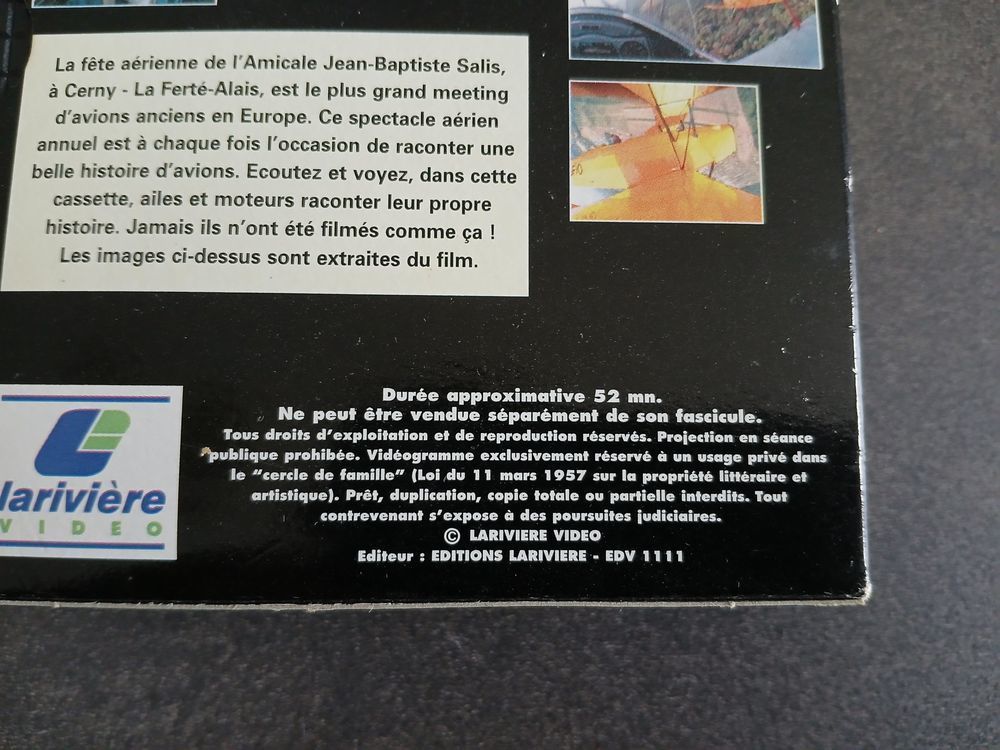 La fête aérienne de l'Amicale Jean-Baptiste Salis,
à Cerny - La Ferté-Alais, est le plus grand meeting
d'avions anciens en Europe. Ce spectacle aérien
annuel est à chaque fois l'occasion de raconter une
belle histoire d'avions. Ecoutez et voyez, dans cette
cassette, ailes et moteurs raconter leur propre
histoire. Jamais ils n'ont été filmés comme ça !
Les images ci-dessus sont extraites du film.
larivière
VIDEO
Durée approximative 52 mn.
Ne peut être vendue séparément de son fascicule.
Tous droits d'exploitation et de reproduction réservés. Projection en séance
publique prohibée. Vidéogramme exclusivement réservé à un usage privé dans
le "cercle de famille" (Loi du 11 mars 1957 sur la propriété littéraire et
artistique). Prêt, duplication, copie totale ou partielle interdits. Tout
contrevenant s'expose à des poursuites judiciaires.
© LARIVIERE VIDEO
Editeur : EDITIONS LARIVIERE - EDV 1111